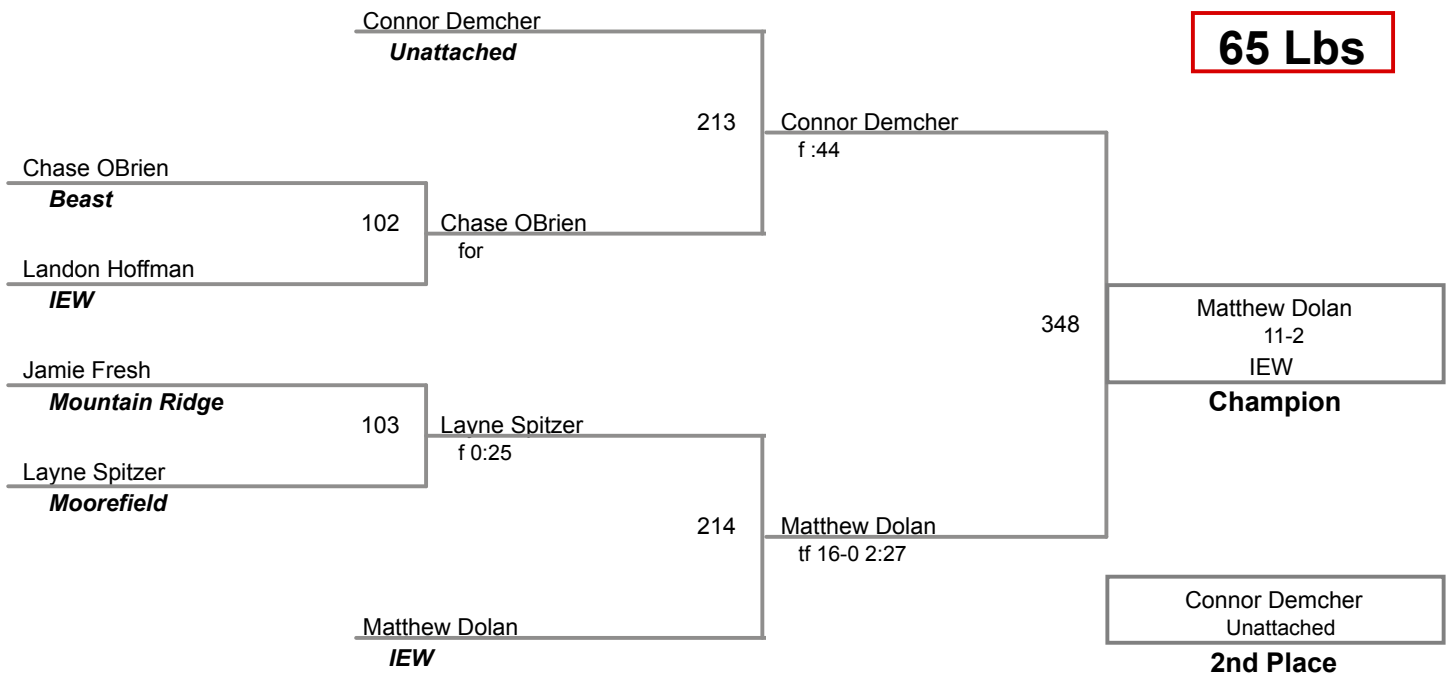 Connor Demcher
Unattached
65 Lbs
213
Connor Demcher
f :44
Chase OBrien
Beast
102
Chase OBrien
for
Landon Hoffman
IEW
348
Matthew Dolan
11-2
IEW
Champion
Jamie Fresh
Mountain Ridge
103
Layne Spitzer
f 0:25
Layne Spitzer
Moorefield
214
Matthew Dolan
tf 16-0 2:27
Matthew Dolan
IEW
Connor Demcher
Unattached
2nd Place